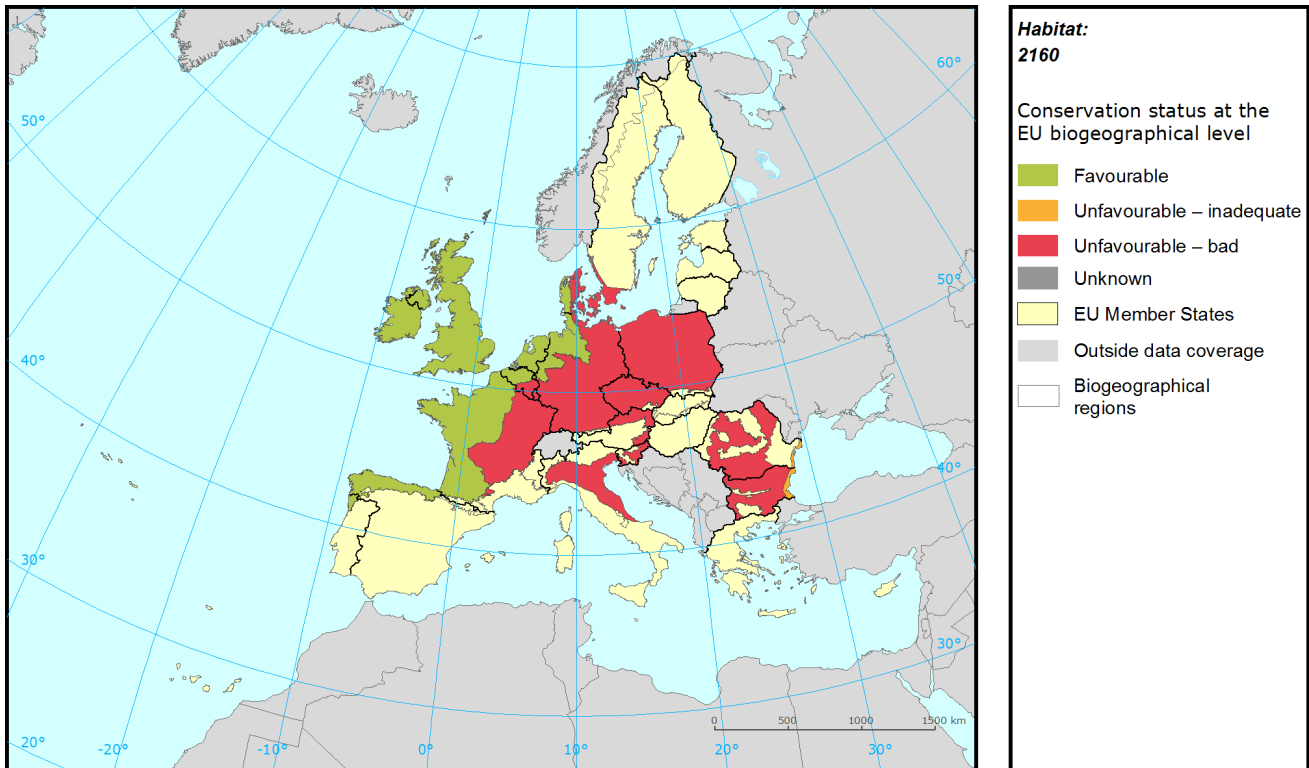 Habitat:
2160
Conservation status at the
EU biogeographical level
Favourable
Unfavourable – inadequate
Unfavourable – bad
Unknown
EU Member States
Outside data coverage
Biogeographical
regions
60°
50°
50°
40°
40°
30°
30°
0 500 1000 1500 km
20° -20° -10° 0° 10° 20° 30°